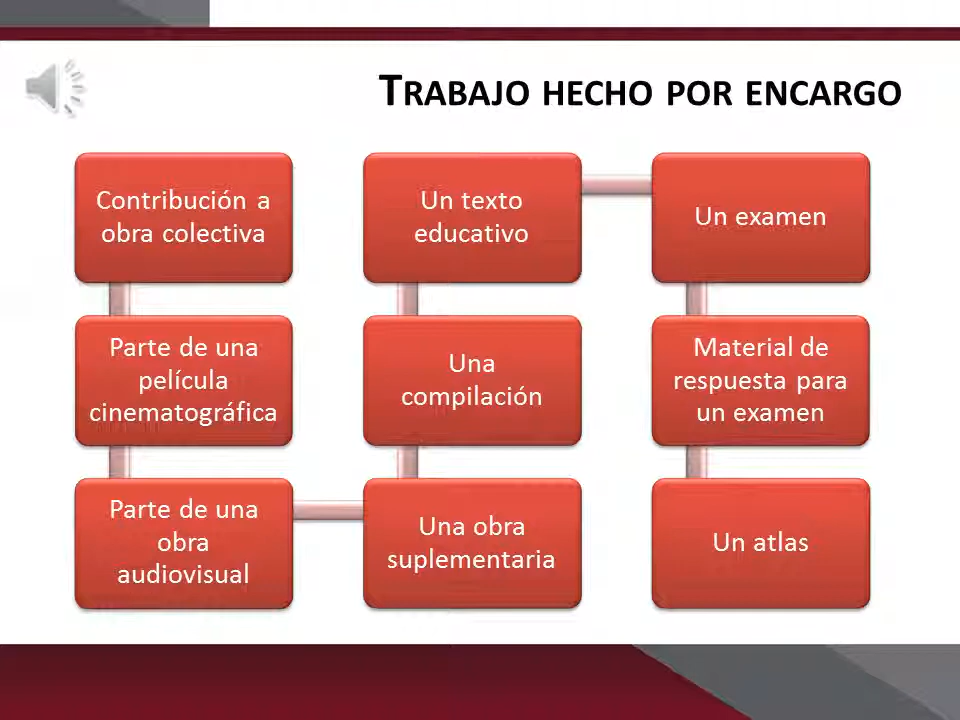 TRABAJO HECHO POR ENCARGO
Contribución a
obra colectiva
Parte de una
película
cinematográfica
Parte de una
obra
audiovisual
Una obra
suplementaria
Una
compilación
Un texto
educativo
Un examen
Material de
respuesta para
un examen
Un atlas